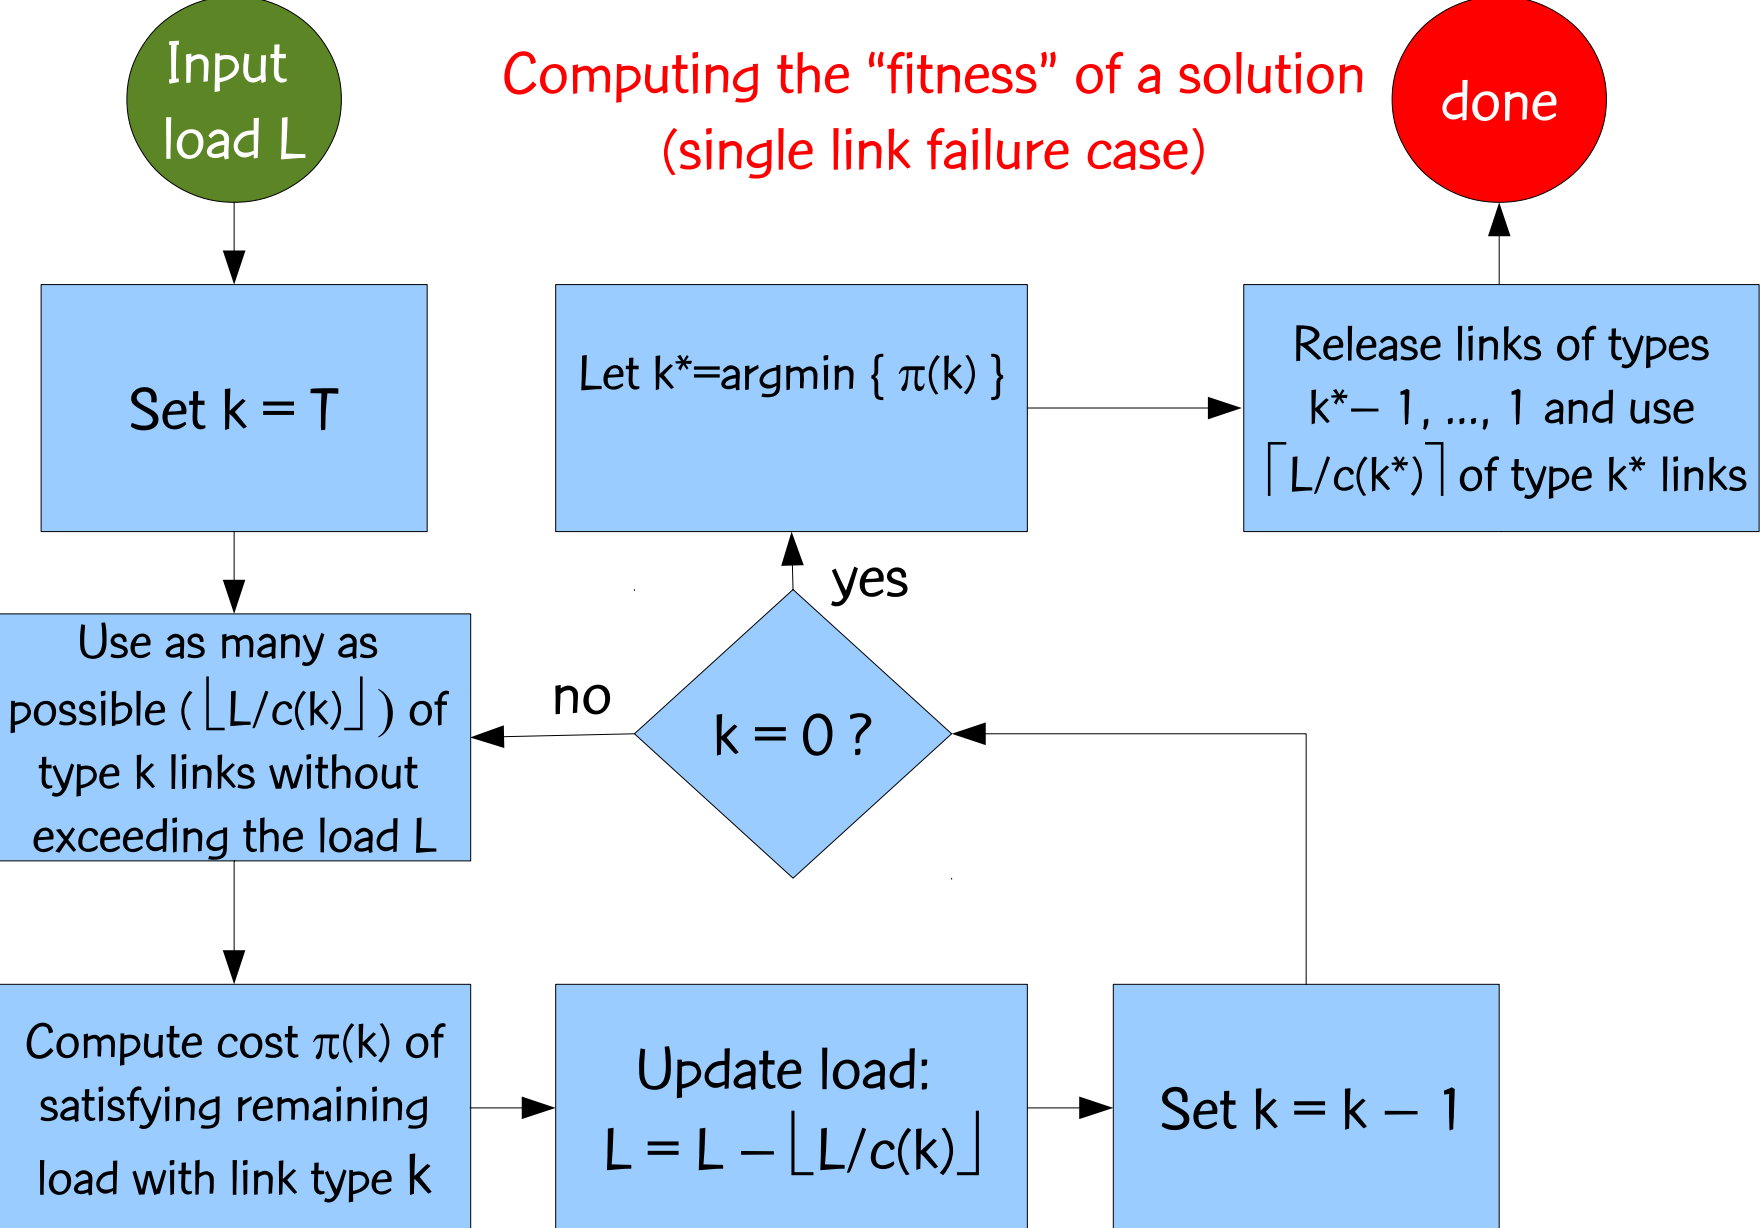 Input
load L
Computing the “fitness” of a solution
(single link failure case)
done
Set k = T
Let k*=argmin { π(k) }
Release links of types
k*– 1, ..., 1 and use
⌈L/c(k*)⌉ of type k* links
yes
Use as many as
possible (⌊L/c(k)⌋) of
type k links without
exceeding the load L
no
k = 0 ?
Compute cost π(k) of
satisfying remaining
load with link type k
Update load:
L = L – ⌊L/c(k)⌋
Set k = k – 1